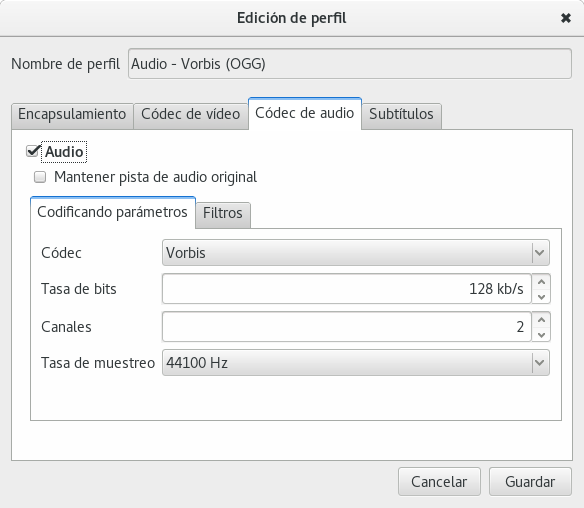 Edición de perfil
Nombre de perfil Audio - Vorbis (OGG)
Encapsulamiento Códec de vídeo Códec de audio Subtítulos
Audio
Mantener pista de audio original
Codificando parámetros Filtros
Códec Vorbis
Tasa de bits 128 kb/s
Canales 2
Tasa de muestreo 44100 Hz
Cancelar Guardar